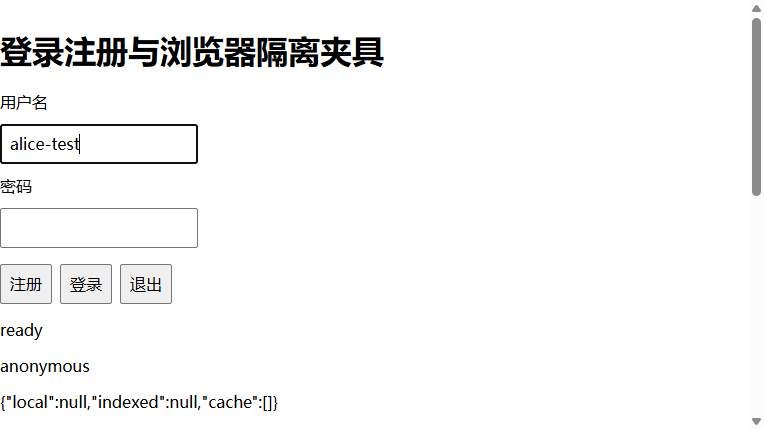 登录注册与浏览器隔离夹具
用户名
alice-test
密码
注册 登录 退出
ready
anonymous
{"local":null,"indexed":null,"cache":[]}